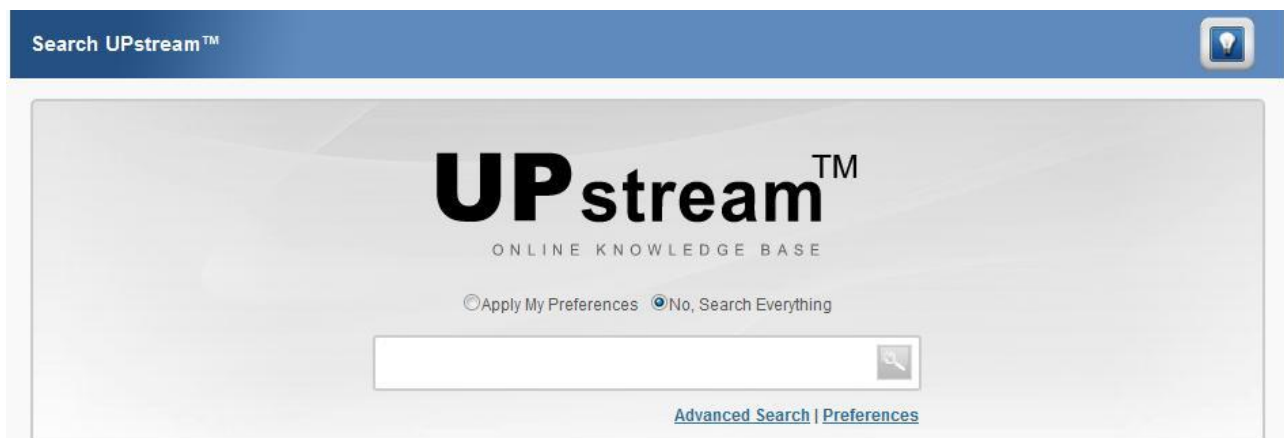 Search UPstream™
UPstream™
ONLINE KNOWLEDGE BASE
Apply My Preferences No, Search Everything
Advanced Search | Preferences